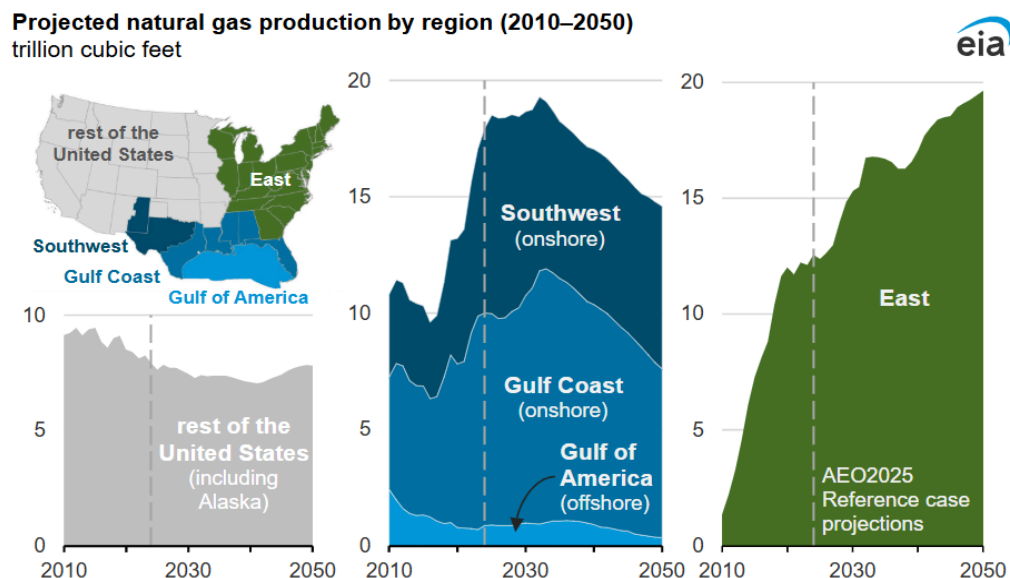 Projected natural gas production by region (2010–2050)
trillion cubic feet
eia
rest of the
United States
East
Southwest
Gulf Coast
Gulf of America
10
5
0
2010
2030
2050
rest of the
United States
(including
Alaska)
20
15
10
5
0
2010
2030
2050
Southwest
(onshore)
Gulf Coast
(onshore)
Gulf of
America
(offshore)
20
15
10
5
0
2010
2030
2050
East
AEO2025
Reference case
projections